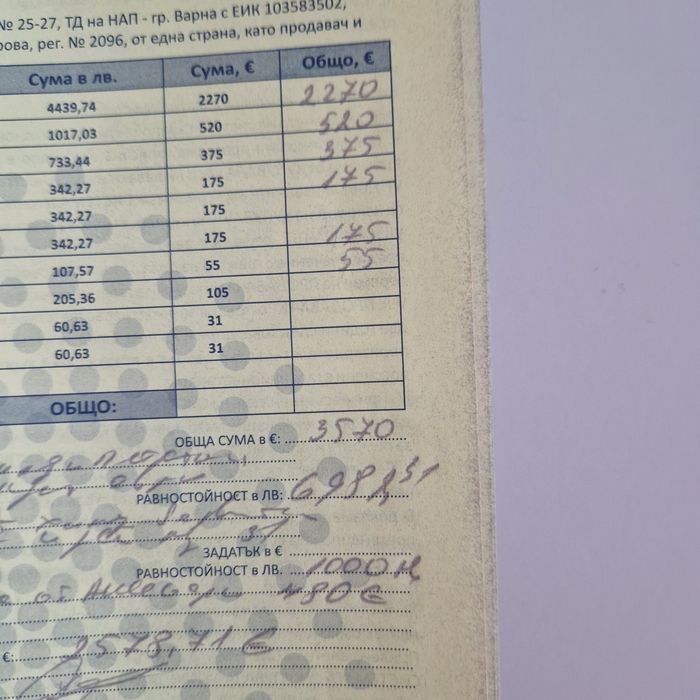 № 25-27, ТД на НАП - гр. Варна с ЕИК 103583502,
рова, рег. № 2096, от една страна, като продавач и
Сума в лв. Сума, € Общо, €
4439,74 2270 2270
1017,03 520 520
733,44 375 375
342,27 175 175
342,27 175
342,27 175 175
107,57 55 55
205,36 105
60,63 31
60,63 31
ОБЩО:
ОБЩА СУМА в €: 3570
РАВНОСТОЙНОСТ в ЛВ:
ЗАДАТЪК в €
РАВНОСТОЙНОСТ в ЛВ. 1000
от
€: 2578,71 €